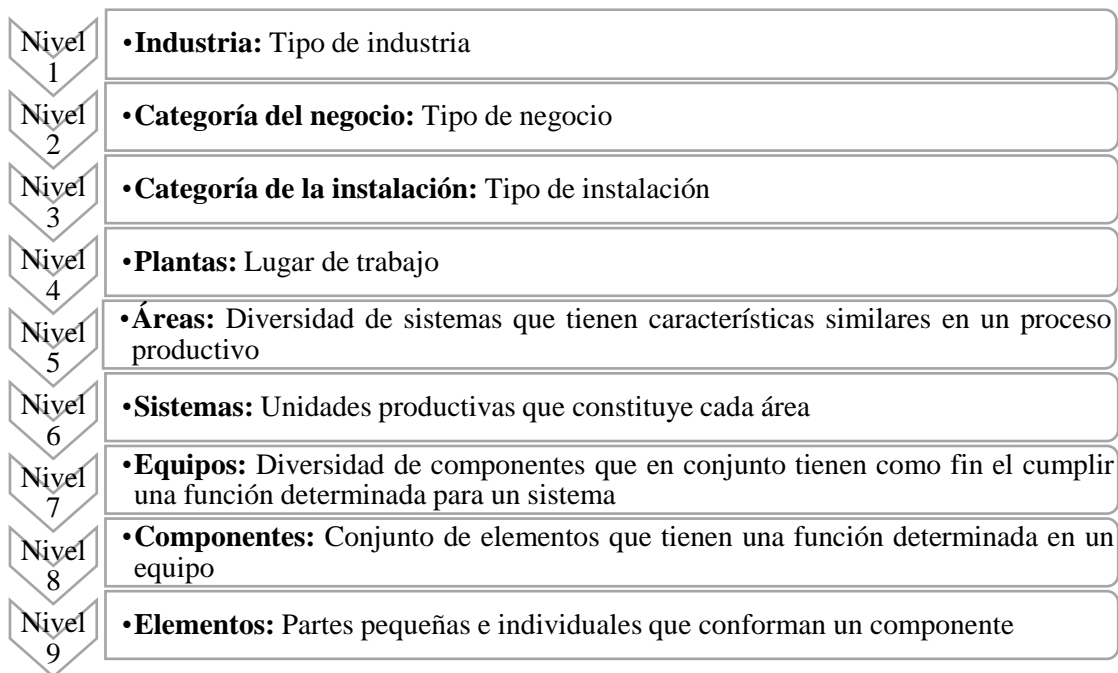 Nivel
1
•Industria: Tipo de industria
Nivel
2
•Categoría del negocio: Tipo de negocio
Nivel
3
•Categoría de la instalación: Tipo de instalación
Nivel
4
•Plantas: Lugar de trabajo
Nivel
5
•Áreas: Diversidad de sistemas que tienen características similares en un proceso
productivo
Nivel
6
•Sistemas: Unidades productivas que constituye cada área
Nivel
7
•Equipos: Diversidad de componentes que en conjunto tienen como fin el cumplir
una función determinada para un sistema
Nivel
8
•Componentes: Conjunto de elementos que tienen una función determinada en un
equipo
Nivel
9
•Elementos: Partes pequeñas e individuales que conforman un componente